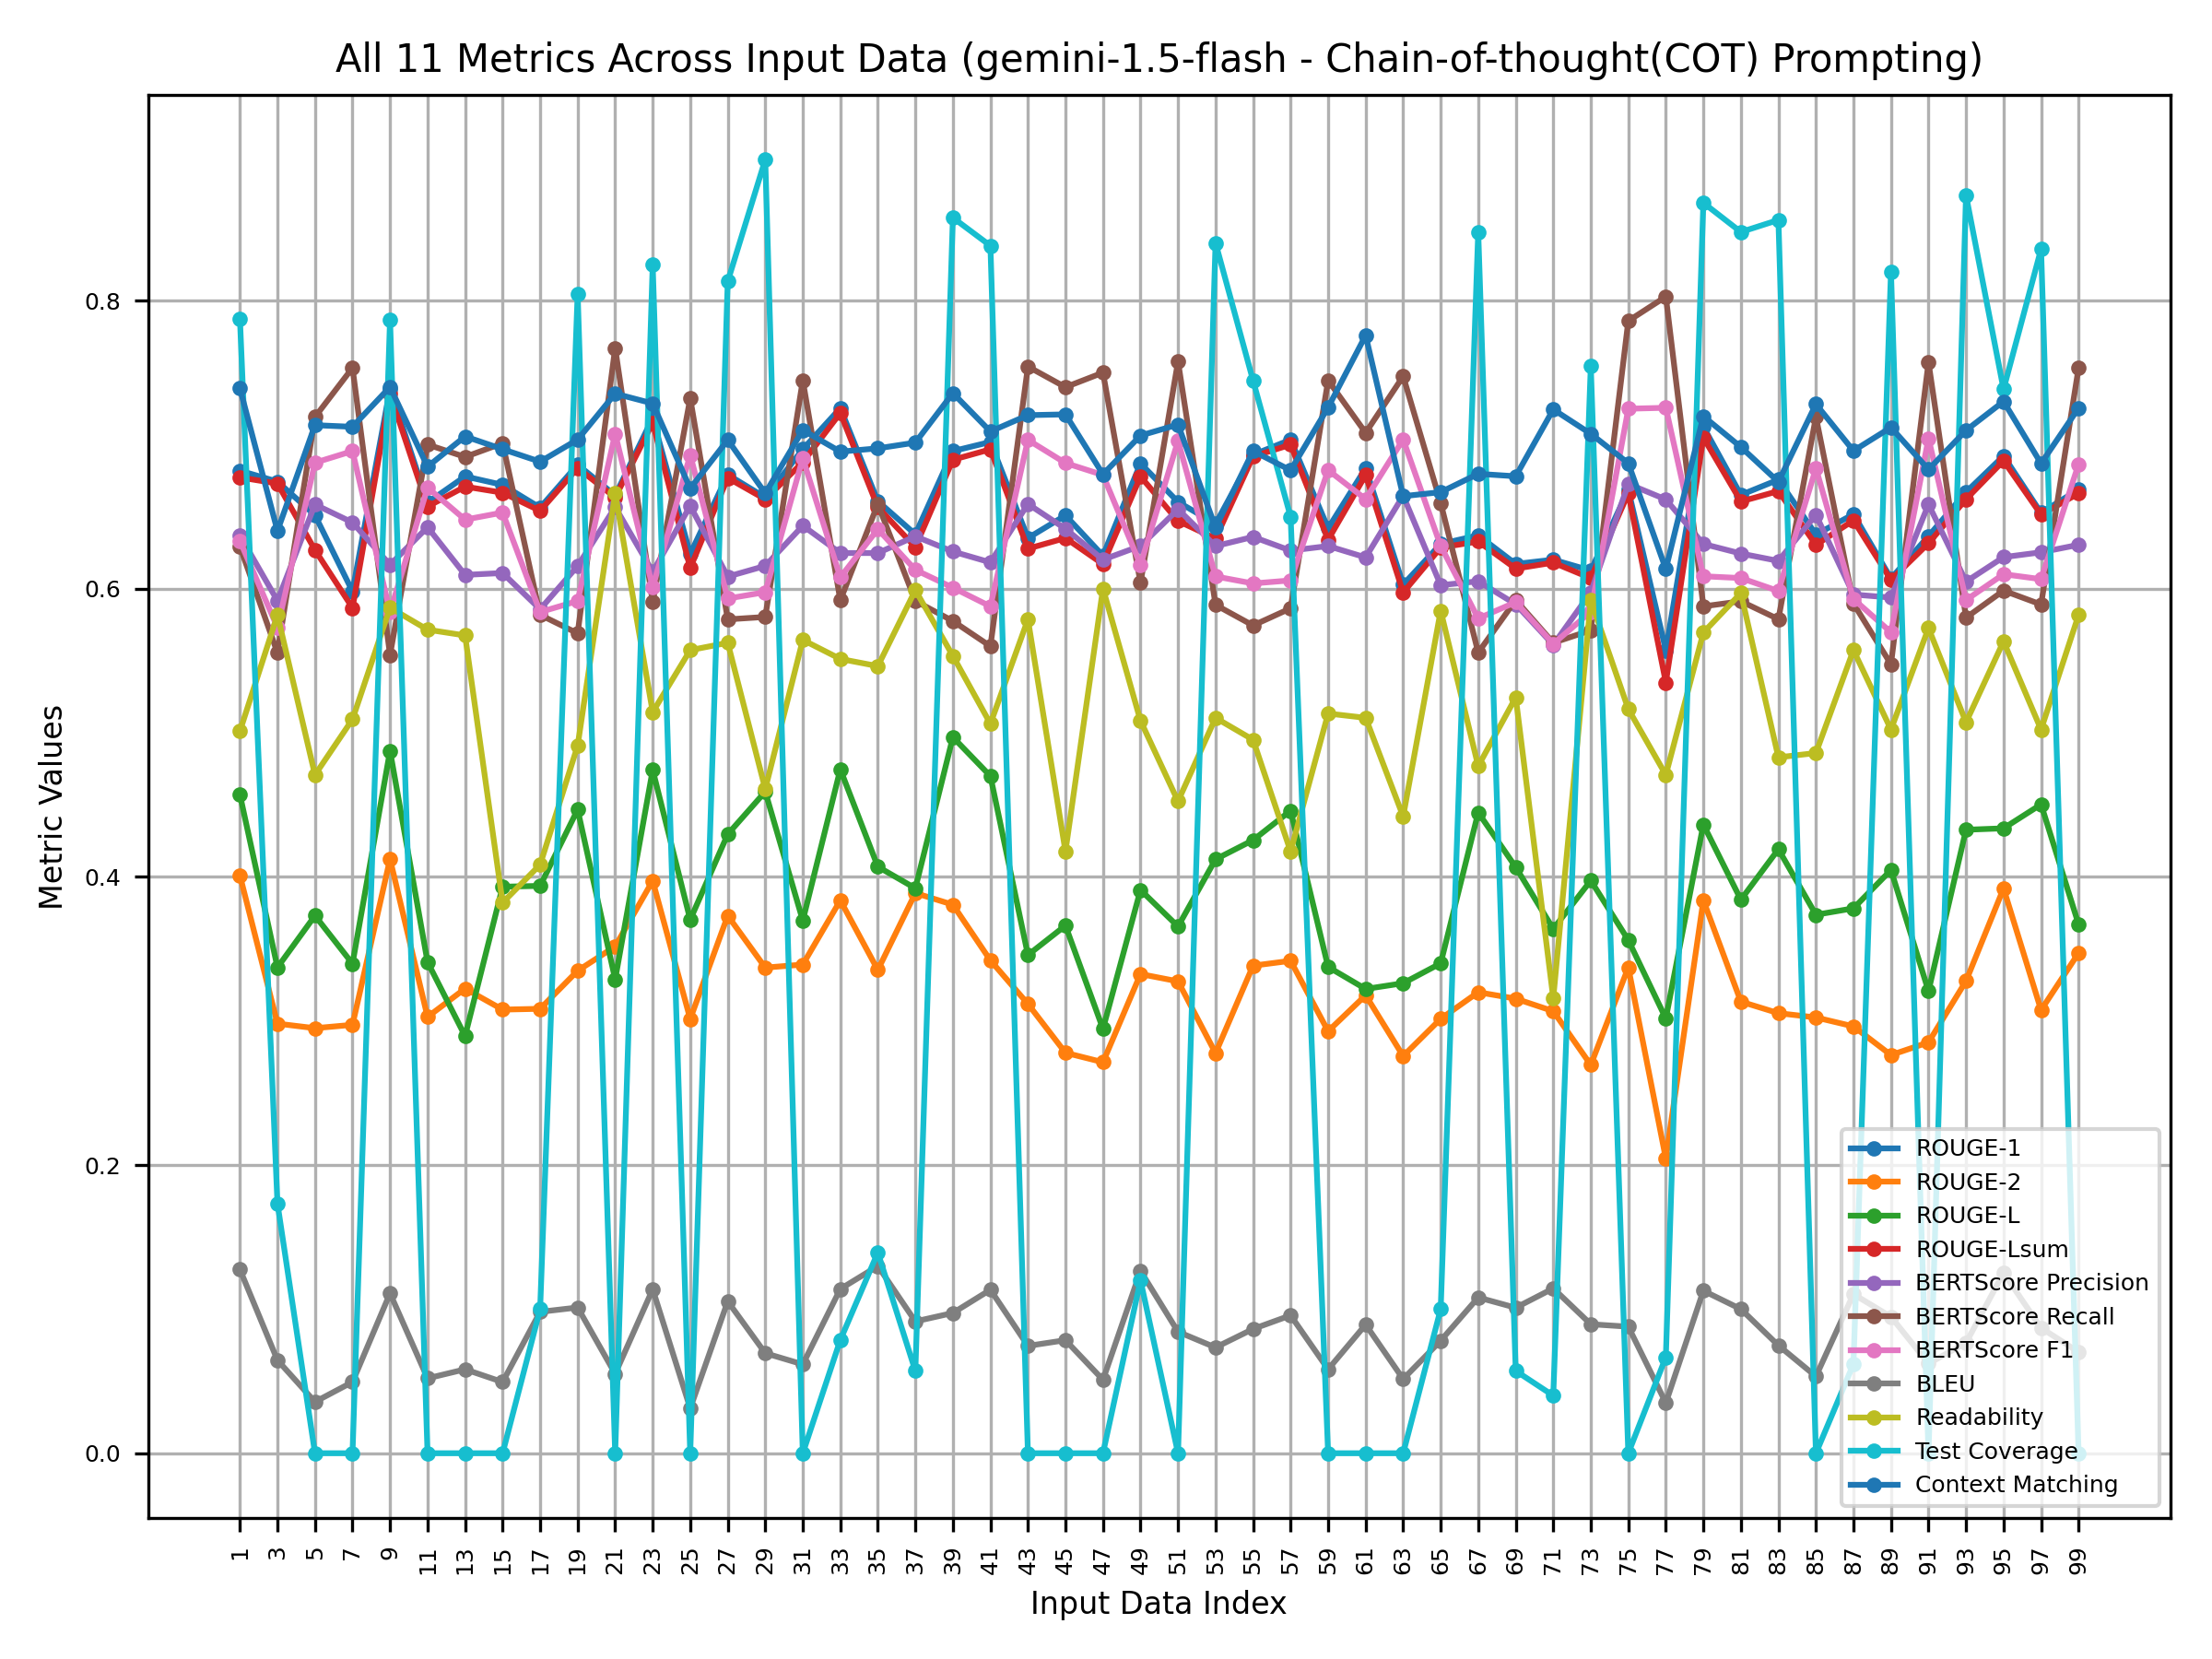 All 11 Metrics Across Input Data (gemini-1.5-flash - Chain-of-thought(COT) Prompting)
Metric Values
0.8
0.6
0.4
0.2
0.0
ROUGE-1
ROUGE-2
ROUGE-L
ROUGE-Lsum
BERTScore Precision
BERTScore Recall
BERTScore F1
BLEU
Readability
Test Coverage
Context Matching
1 3 5 7 9 11 13 15 17 19 21 23 25 27 29 31 33 35 37 39 41 43 45 47 49 51 53 55 57 59 61 63 65 67 69 71 73 75 77 79 81 83 85 87 89 91 93 95 97 99
Input Data Index